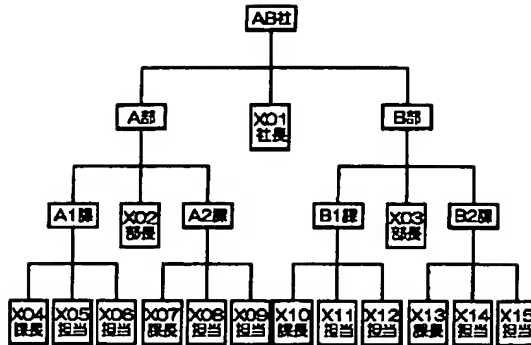 AB社
A部
X01
社長
B部
A1課
X02
部長
A2課
B1課
X03
部長
B2課
X04
課長
X05
担当
X06
担当
X07
課長
X08
担当
X09
担当
X10
課長
X11
担当
X12
担当
X13
課長
X14
担当
X15
担当